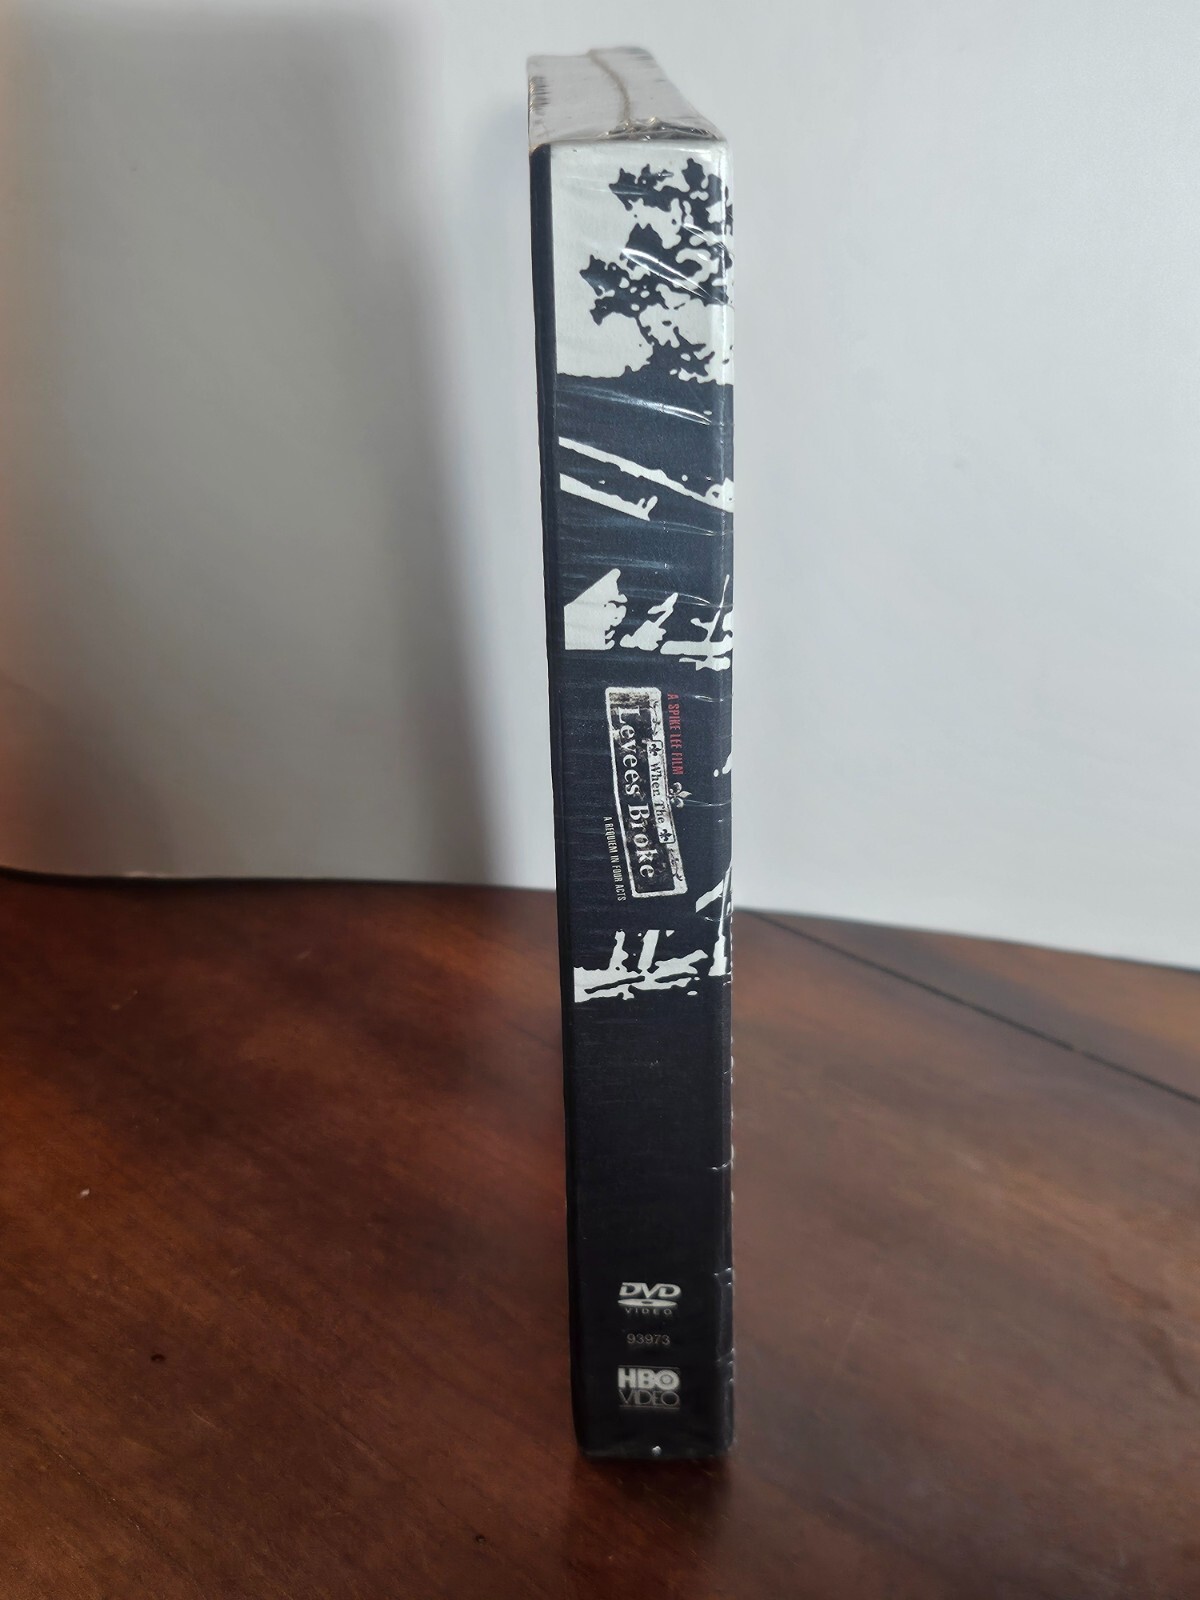 A SPIKE LEE FILM
When The
Levees Broke
A REQUIEM IN FOUR ACTS
DVD
VIDEO
93973
HBO
VIDEO